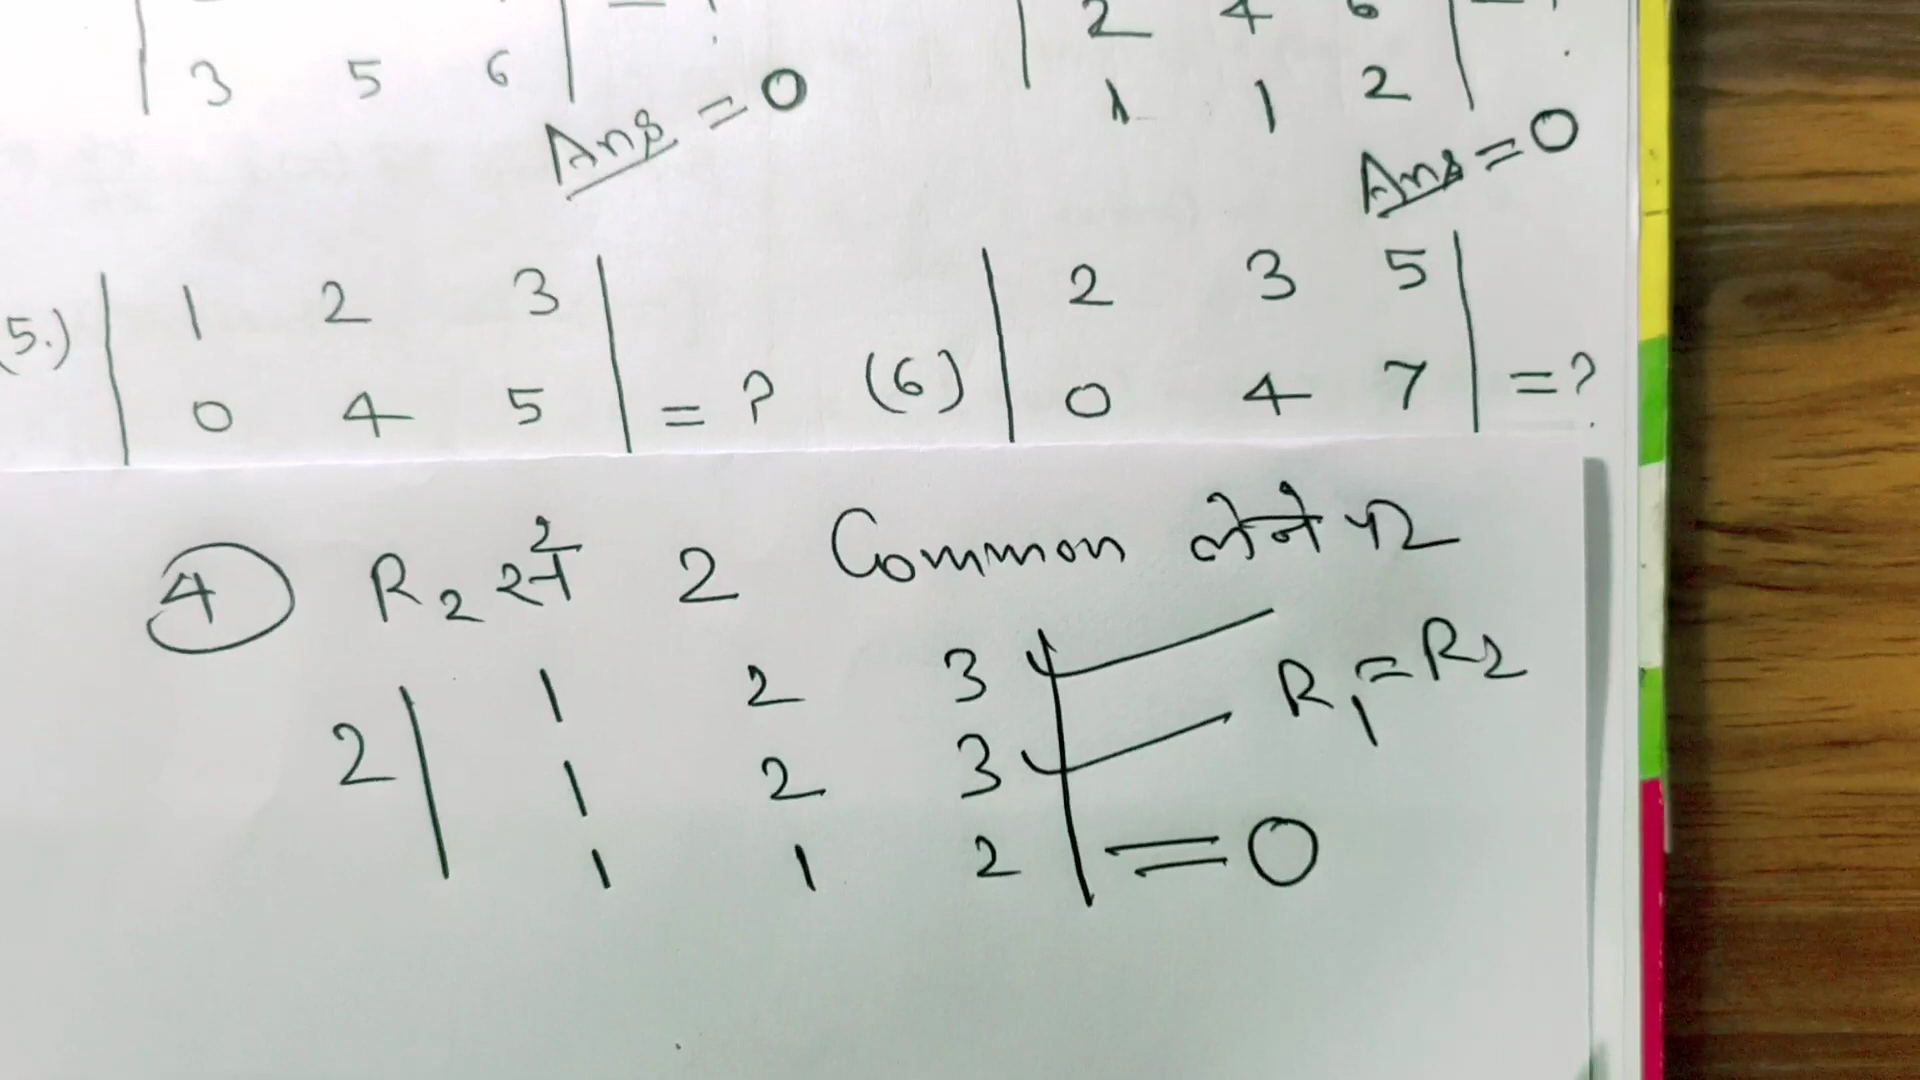 2 4 6 = ?
3 5 6
1 1 2
Ans = 0
Ans = 0
(5.) | 1 2 3 |
| 0 4 5 | = ?
(6) | 2 3 5 |
| 0 4 7 | = ?
4 R₂ से 2 Common लेने पर
2 | 1 2 3 |
| 1 2 3 | R₁ = R₂
| 1 1 2 | = 0